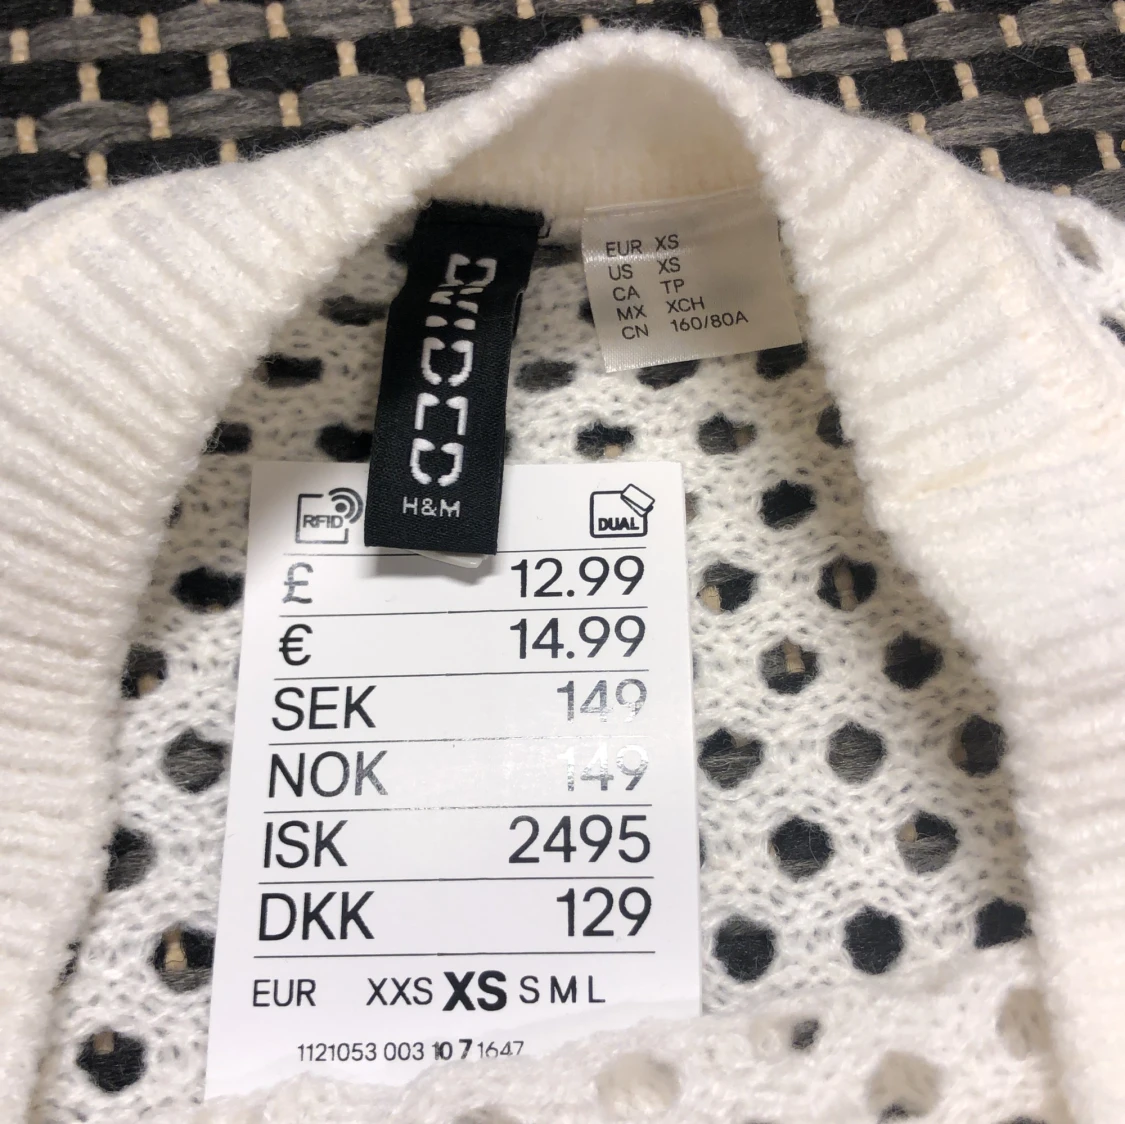 DIVIDED
H&M
EUR XS
US XS
CA TP
MX XCH
CN 160/80A
RFID
DUAL
£ 12.99
€ 14.99
SEK 149
NOK 149
ISK 2495
DKK 129
EUR XXS XS S M L
1121053 003 10 7 1647